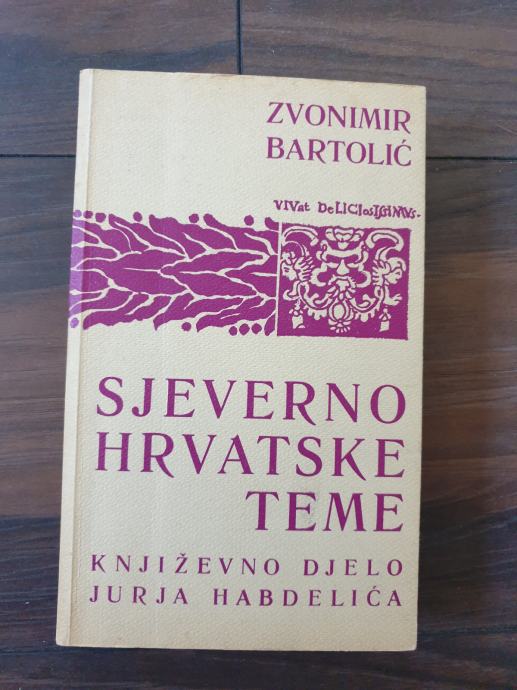 ZVONIMIR
BARTOLIĆ
VIVat DeLICIosIssIMVs.
SJEVERNO
HRVATSKE
TEME
KNJIŽEVNO DJELO
JURJA HABDELIĆA